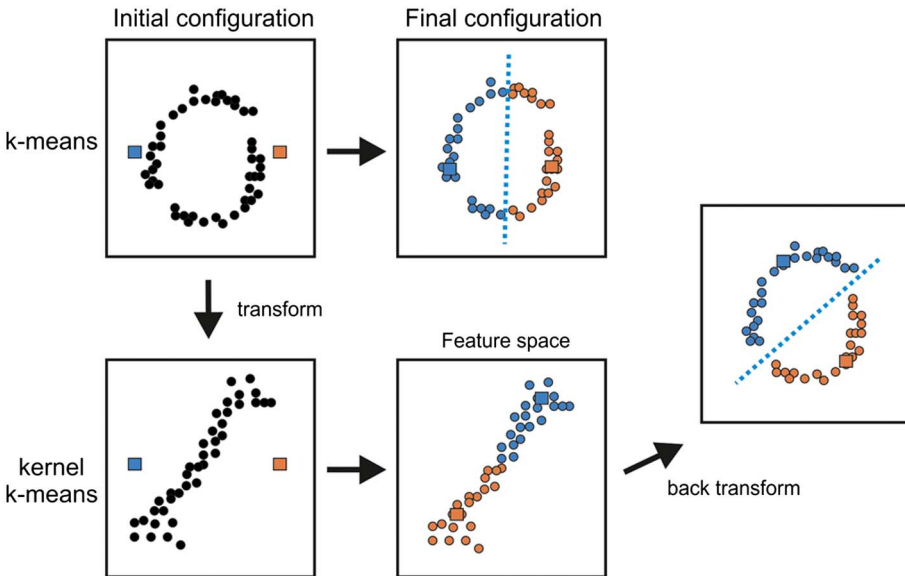 Initial configuration
Final configuration
k-means
transform
Feature space
kernel
k-means
back transform